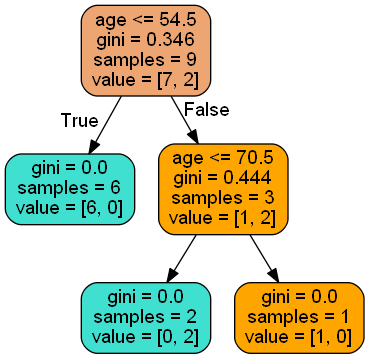 age <= 54.5
gini = 0.346
samples = 9
value = [7, 2]
True
False
gini = 0.0
samples = 6
value = [6, 0]
age <= 70.5
gini = 0.444
samples = 3
value = [1, 2]
gini = 0.0
samples = 2
value = [0, 2]
gini = 0.0
samples = 1
value = [1, 0]